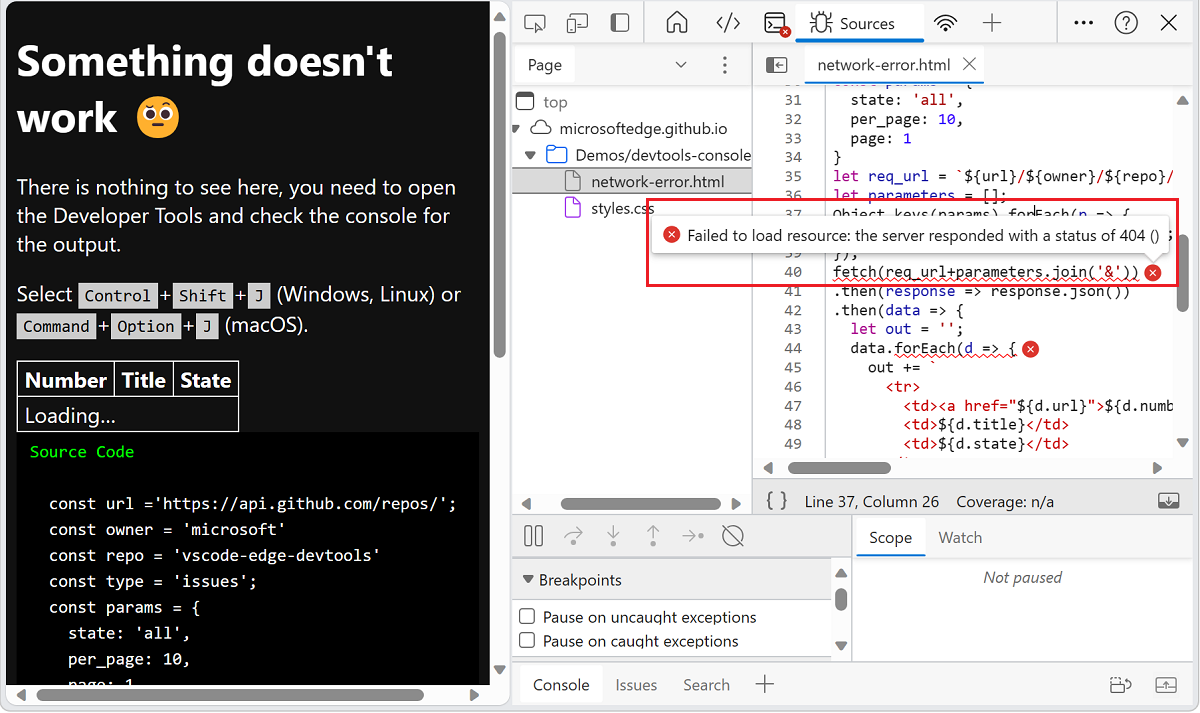 Something doesn't
work
There is nothing to see here, you need to open
the Developer Tools and check the console for
the output.
Select Control + Shift + J (Windows, Linux) or
Command + Option + J (macOS).
Number Title State
Loading...
Source Code
const url ='https://api.github.com/repos/';
const owner = 'microsoft'
const repo = 'vscode-edge-devtools'
const type = 'issues';
const params = {
state: 'all',
per_page: 10,
page: 1
Sources
Page
network-error.html
top
microsoftedge.github.io
Demos/devtools-console
network-error.html
styles.css
31 state: 'all',
32 per_page: 10,
33 page: 1
34 }
35 let req_url = `${url}/${owner}/${repo}/
36 let parameters = [];
37 Object.keys(params).forEach(p => {
Failed to load resource: the server responded with a status of 404 ()
39 });
40 fetch(req_url+parameters.join('&'))
41 .then(response => response.json())
42 .then(data => {
43 let out = '';
44 data.forEach(d => {
45 out += `
46 <tr>
47 <td><a href="${d.url}">${d.numb
48 <td>${d.title}</td>
49 <td>${d.state}</td>
{ } Line 37, Column 26 Coverage: n/a
Breakpoints
Pause on uncaught exceptions
Pause on caught exceptions
Scope Watch
Not paused
Console Issues Search